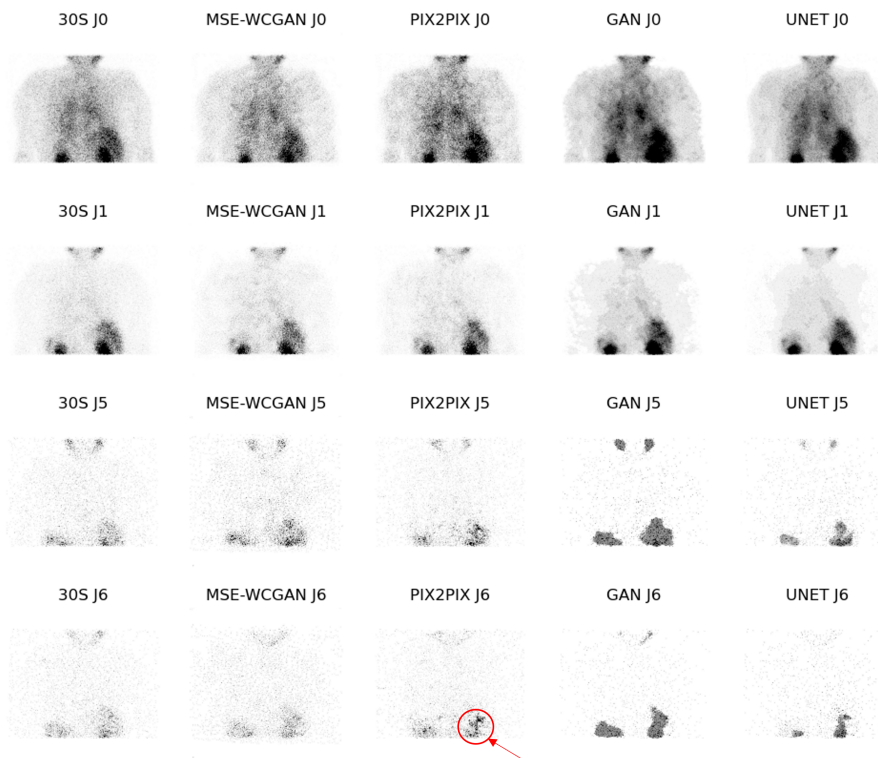 30S J0 MSE-WCGAN J0 PIX2PIX J0 GAN J0 UNET J0
30S J1 MSE-WCGAN J1 PIX2PIX J1 GAN J1 UNET J1
30S J5 MSE-WCGAN J5 PIX2PIX J5 GAN J5 UNET J5
30S J6 MSE-WCGAN J6 PIX2PIX J6 GAN J6 UNET J6